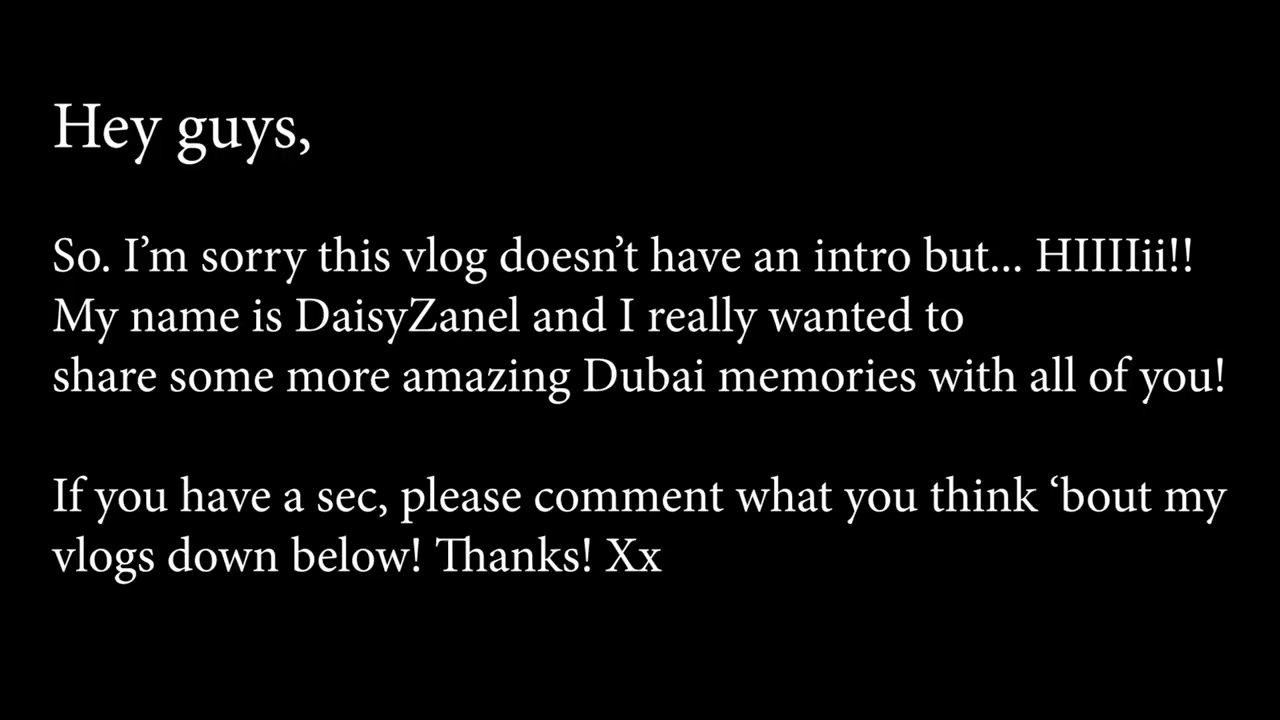 Hey guys,
So. I’m sorry this vlog doesn’t have an intro but... HIIIIii!!
My name is DaisyZanel and I really wanted to
share some more amazing Dubai memories with all of you!
If you have a sec, please comment what you think ‘bout my
vlogs down below! Thanks! Xx